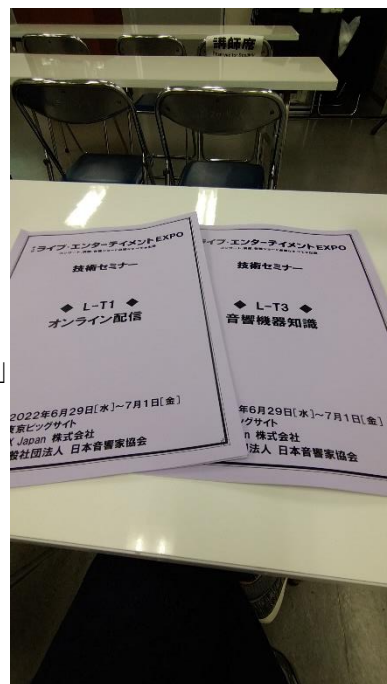 講師席
ライブ・エンターテイメントEXPO
技術セミナー
◆ L-T1 ◆
オンライン配信
2022年6月29日[水]~7月1日[金]
東京ビッグサイト
Japan 株式会社
社団法人 日本音響家協会
イブ・エンターテイメントEXPO
技術セミナー
◆ L-T3 ◆
音響機器知識
年6月29日[水]~7月1日[金]
グサイト
株式会社
法人 日本音響家協会
」